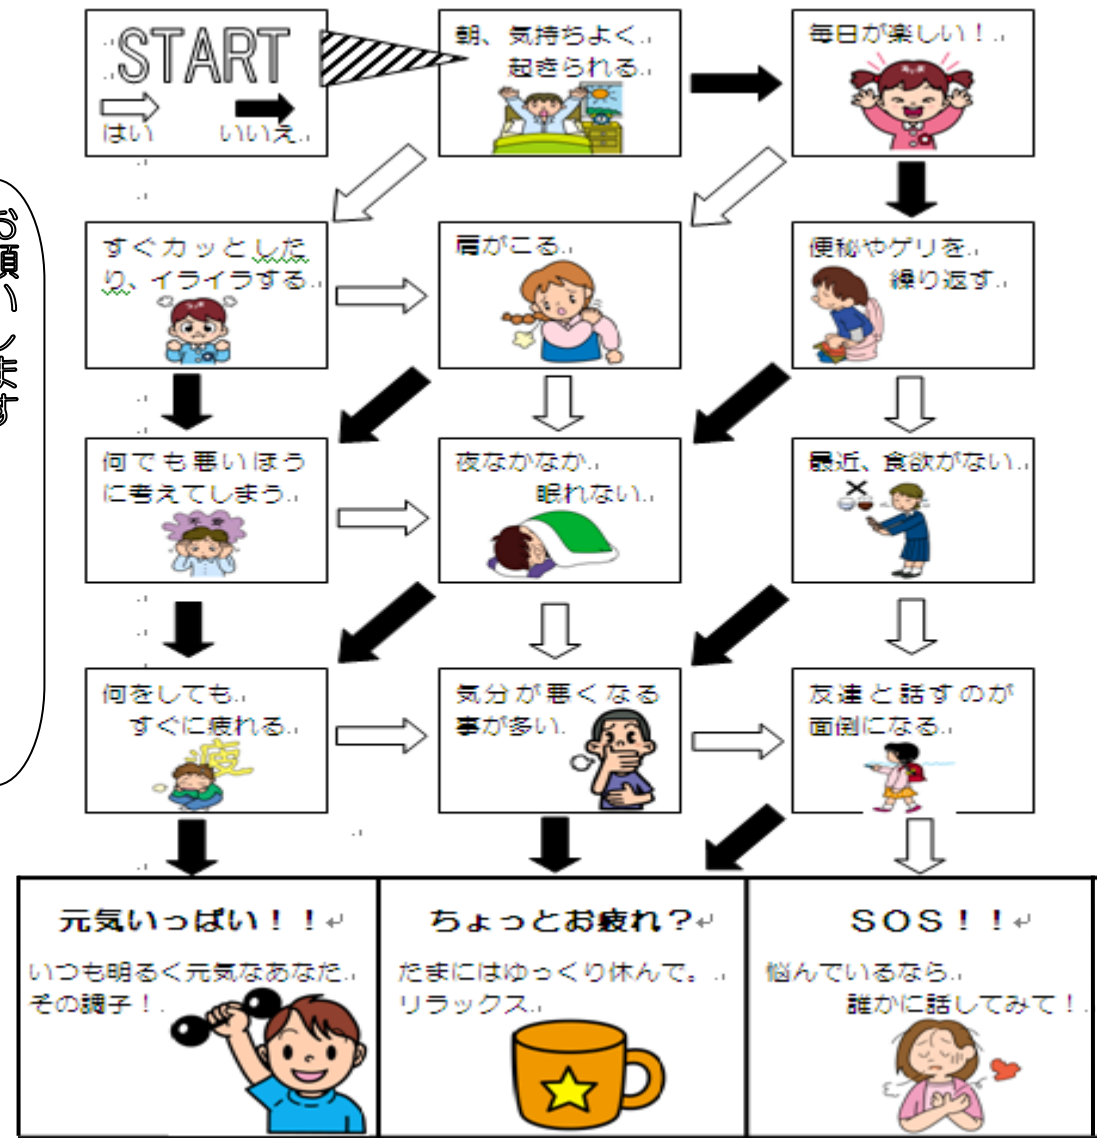 START
はい いいえ
朝、気持ちよく
起きられる
毎日が楽しい！
すぐカッとした
り、イライラする
肩がこる
便秘やゲリを
繰り返す
何でも悪いほう
に考えてしまう
夜なかなか
眠れない
最近、食欲がない
何をしても
すぐに疲れる
疲
気分が悪くなる
事が多い
友達と話すのが
面倒になる
元気いっぱい！！
いつも明るく元気なあなた
その調子！
ちょっとお疲れ？
たまにはゆっくり休んで。
リラックス
ＳＯＳ！！
悩んでいるなら
誰かに話してみて！